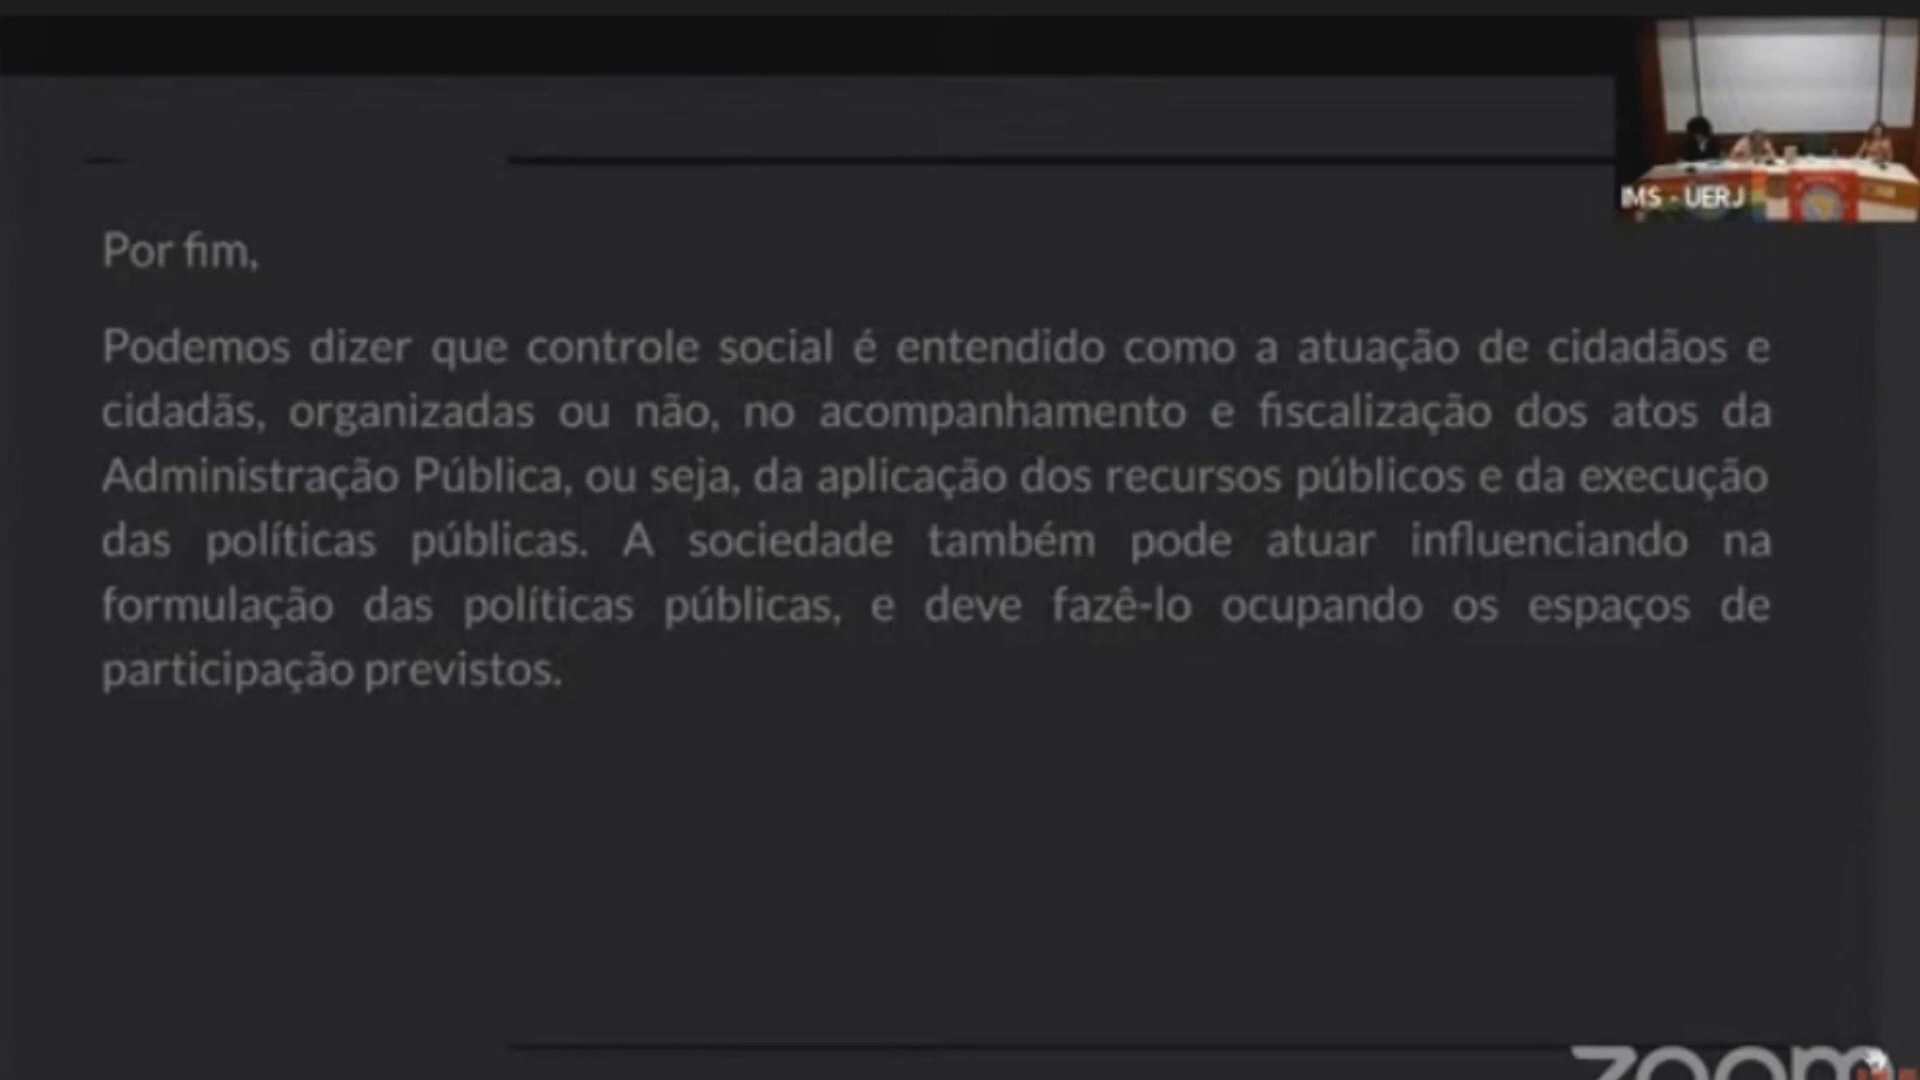 IMS - UERJ
Por fim,
Podemos dizer que controle social é entendido como a atuação de cidadãos e
cidadãs, organizadas ou não, no acompanhamento e fiscalização dos atos da
Administração Pública, ou seja, da aplicação dos recursos públicos e da execução
das políticas públicas. A sociedade também pode atuar influenciando na
formulação das políticas públicas, e deve fazê-lo ocupando os espaços de
participação previstos.
zoom